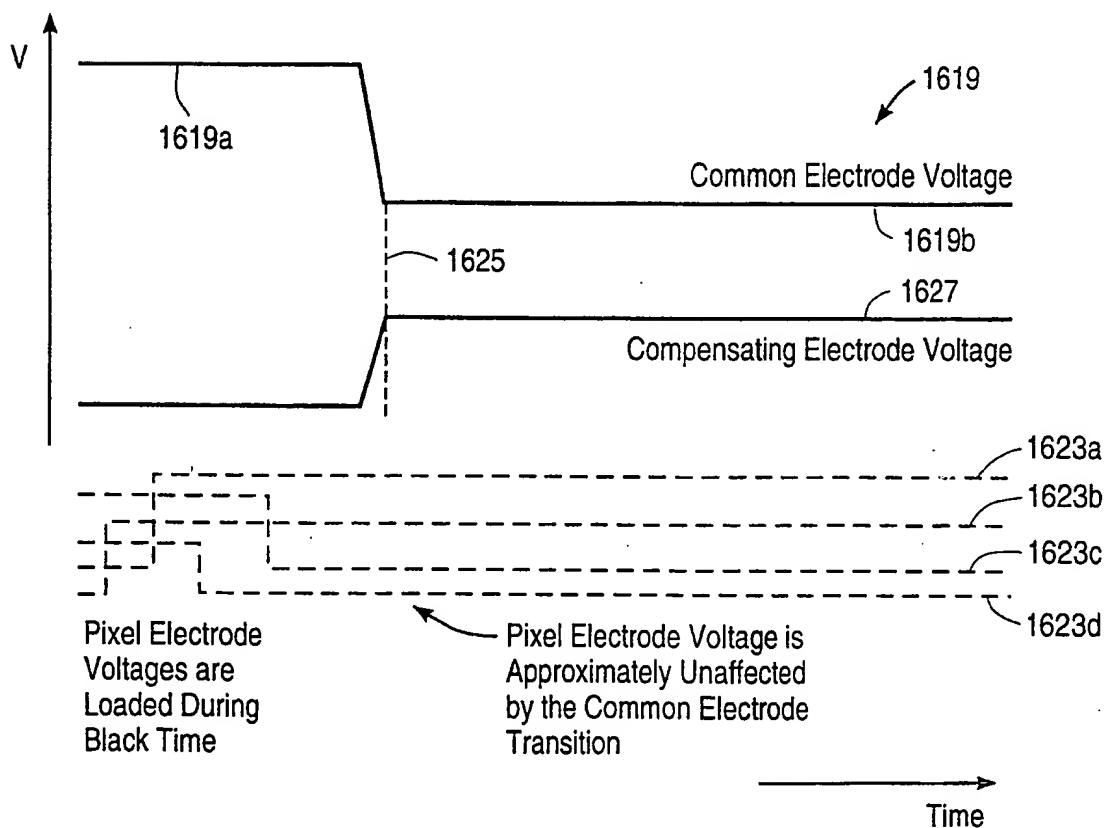 V
1619
1619a
Common Electrode Voltage
1619b
1625
1627
Compensating Electrode Voltage
1623a
1623b
1623c
1623d
Pixel Electrode
Voltages are
Loaded During
Black Time
Pixel Electrode Voltage is
Approximately Unaffected
by the Common Electrode
Transition
Time